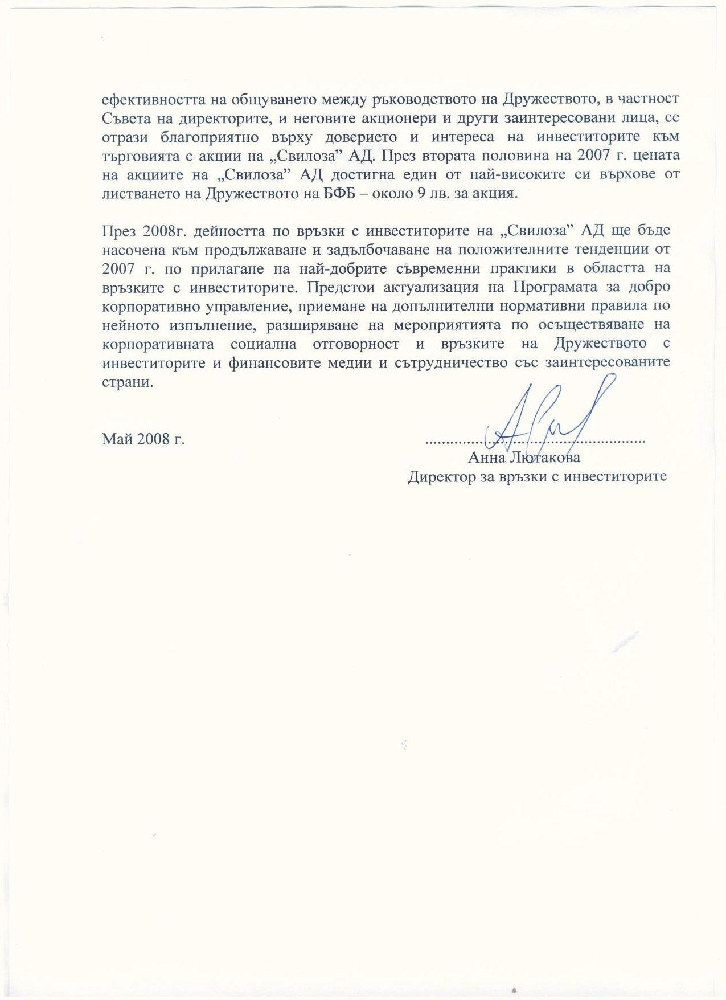 ефективността на общуването между ръководството на Дружеството, в частност
Съвета на директорите, и неговите акционери и други заинтересовани лица, се
отрази благоприятно върху доверието и интереса на инвеститорите към
търговията с акции на „Свилоза” АД. През втората половина на 2007 г. цената
на акциите на „Свилоза” АД достигна един от най-високите си върхове от
листването на Дружеството на БФБ – около 9 лв. за акция.
През 2008г. дейността по връзки с инвеститорите на „Свилоза” АД ще бъде
насочена към продължаване и задълбочаване на положителните тенденции от
2007 г. по прилагане на най-добрите съвременни практики в областта на
връзките с инвеститорите. Предстои актуализация на Програмата за добро
корпоративно управление, приемане на допълнителни нормативни правила по
нейното изпълнение, разширяване на мероприятията по осъществяване на
корпоративната социална отговорност и връзките на Дружеството с
инвеститорите и финансовите медии и сътрудничество със заинтересованите
страни.
Май 2008 г. ......................................................
Анна Лютакова
Директор за връзки с инвеститорите